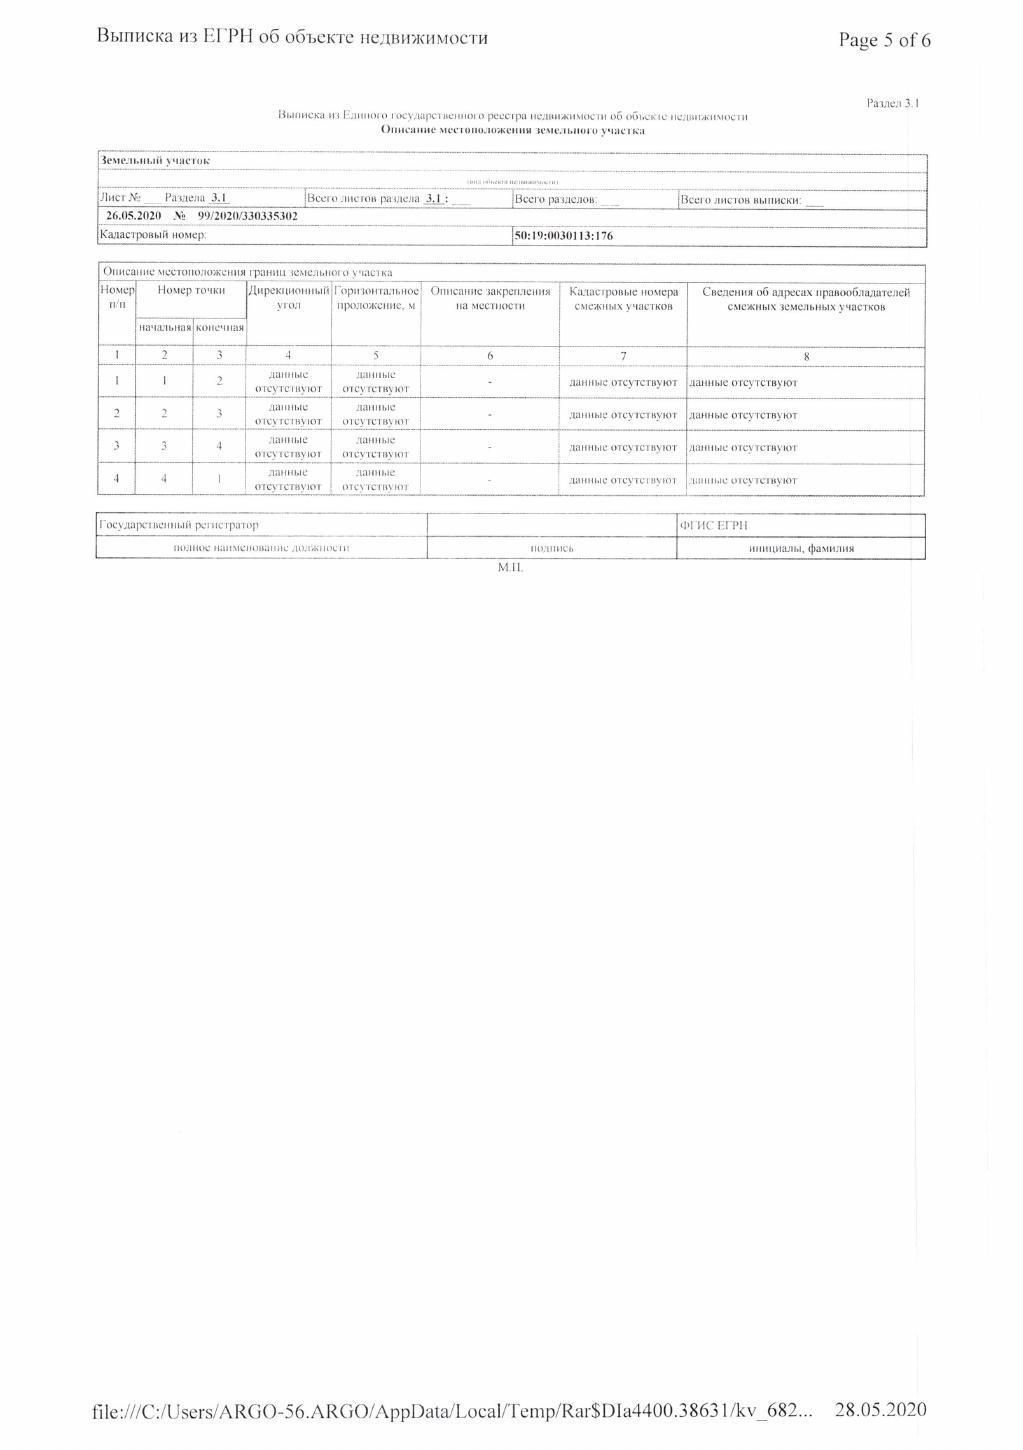 Выписка из ЕГРН об объекте недвижимости Page 5 of 6
Раздел 3.1
Выписка из Единого государственного реестра недвижимости об объекте недвижимости
Описание местоположения земельного участка
Земельный участок
(вид объекта недвижимости)
Лист № ___ Раздела 3.1 Всего листов раздела 3.1 : ___ Всего разделов: ___ Всего листов выписки: ___
26.05.2020 № 99/2020/330335302
Кадастровый номер: 50:19:0030113:176
Описание местоположения границ земельного участка
Номер Номер точки Дирекционный Горизонтальное Описание закрепления Кадастровые номера Сведения об адресах правообладателей
п/п угол проложение, м на местности смежных участков смежных земельных участков
начальная конечная
1 2 3 4 5 6 7 8
1 1 2 данные отсутствуют данные отсутствуют - данные отсутствуют данные отсутствуют
2 2 3 данные отсутствуют данные отсутствуют - данные отсутствуют данные отсутствуют
3 3 4 данные отсутствуют данные отсутствуют - данные отсутствуют данные отсутствуют
4 4 1 данные отсутствуют данные отсутствуют - данные отсутствуют данные отсутствуют
Государственный регистратор ФГИС ЕГРН
полное наименование должности подпись инициалы, фамилия
М.П.
file:///C:/Users/ARGO-56.ARGO/AppData/Local/Temp/Rar$DIa4400.38631/kv_682... 28.05.2020